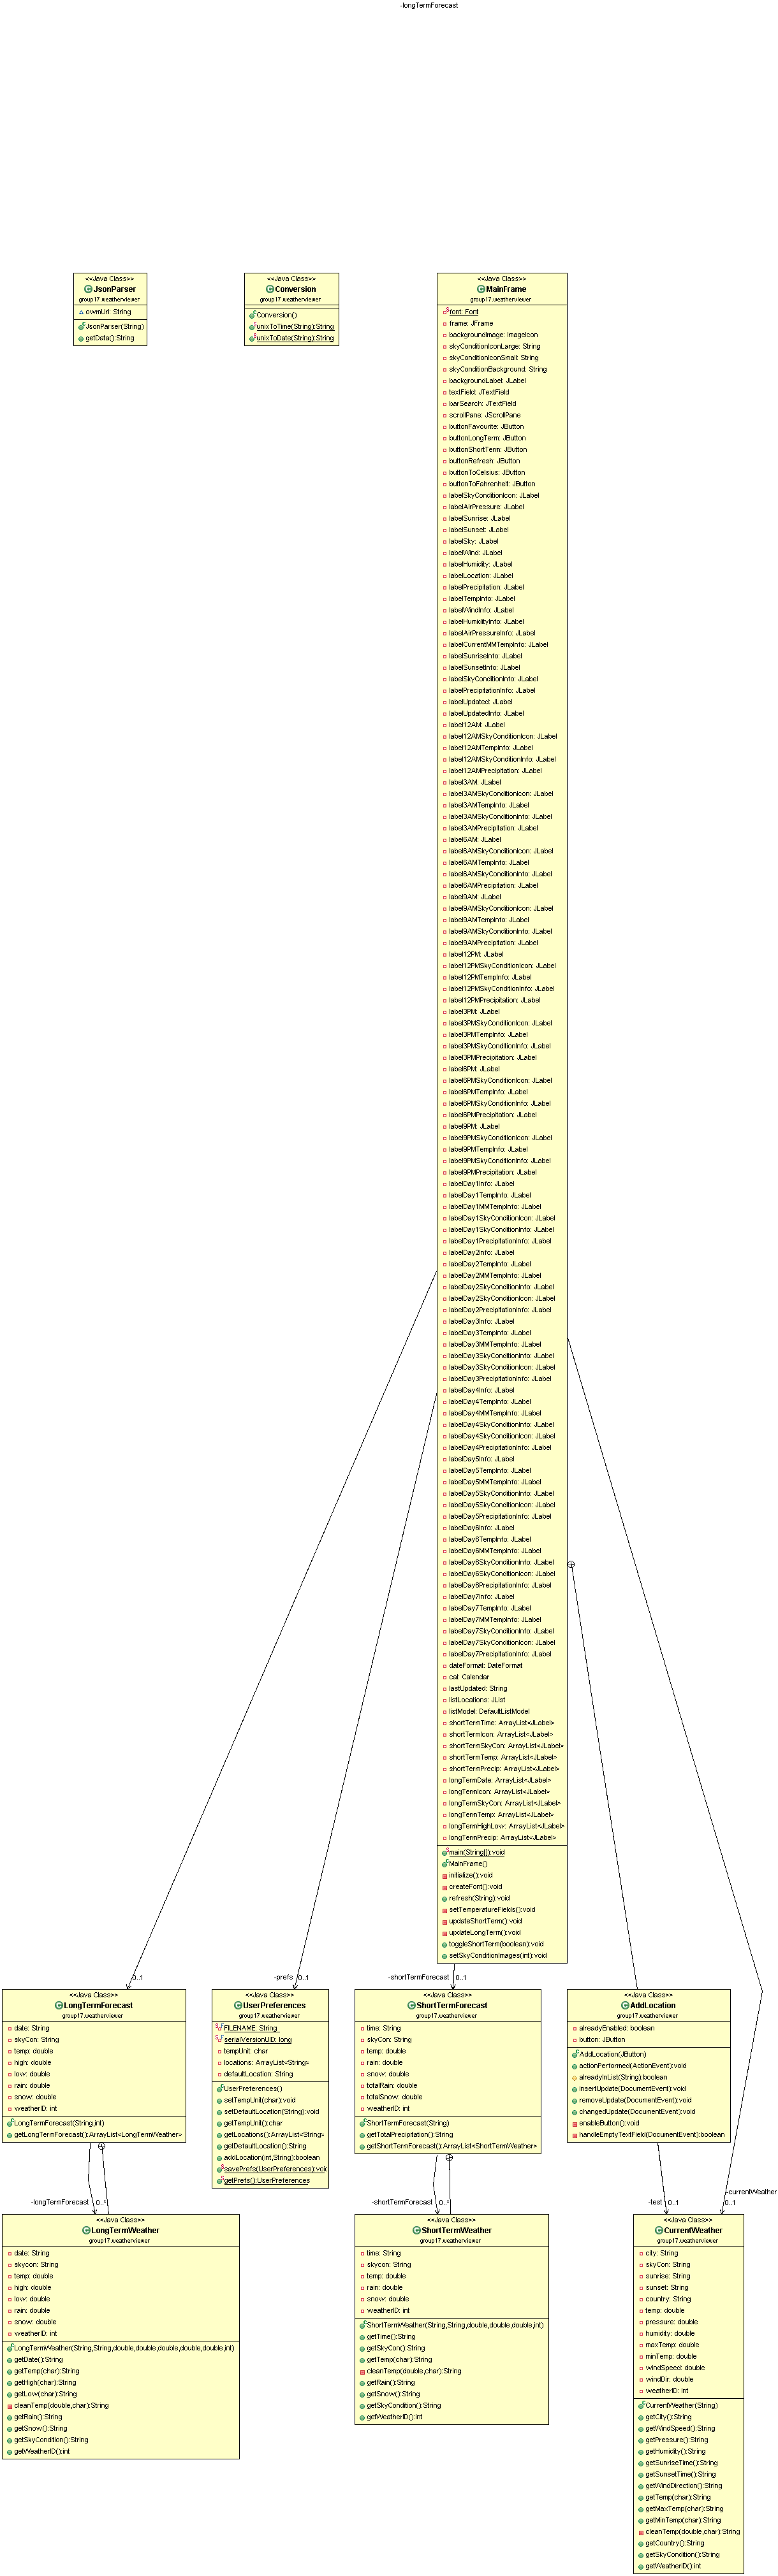 -longTermForecast
<<Java Class>>
JsonParser
group17.weatherviewer
owmUrl: String
JsonParser(String)
getData():String
<<Java Class>>
Conversion
group17.weatherviewer
Conversion()
unixToTime(String):String
unixToDate(String):String
<<Java Class>>
MainFrame
group17.weatherviewer
font: Font
frame: JFrame
backgroundImage: ImageIcon
skyConditionIconLarge: String
skyConditionIconSmall: String
skyConditionBackground: String
backgroundLabel: JLabel
textField: JTextField
barSearch: JTextField
scrollPane: JScrollPane
buttonFavourite: JButton
buttonLongTerm: JButton
buttonShortTerm: JButton
buttonRefresh: JButton
buttonToCelsius: JButton
buttonToFahrenheit: JButton
labelSkyConditionIcon: JLabel
labelAirPressure: JLabel
labelSunrise: JLabel
labelSunset: JLabel
labelSky: JLabel
labelWind: JLabel
labelHumidity: JLabel
labelLocation: JLabel
labelPrecipitation: JLabel
labelTempInfo: JLabel
labelWindInfo: JLabel
labelHumidityInfo: JLabel
labelAirPressureInfo: JLabel
labelCurrentMMTempInfo: JLabel
labelSunriseInfo: JLabel
labelSunsetInfo: JLabel
labelSkyConditionInfo: JLabel
labelPrecipitationInfo: JLabel
labelUpdated: JLabel
labelUpdatedInfo: JLabel
label12AM: JLabel
label12AMSkyConditionIcon: JLabel
label12AMTempInfo: JLabel
label12AMSkyConditionInfo: JLabel
label12AMPrecipitation: JLabel
label3AM: JLabel
label3AMSkyConditionIcon: JLabel
label3AMTempInfo: JLabel
label3AMSkyConditionInfo: JLabel
label3AMPrecipitation: JLabel
label6AM: JLabel
label6AMSkyConditionIcon: JLabel
label6AMTempInfo: JLabel
label6AMSkyConditionInfo: JLabel
label6AMPrecipitation: JLabel
label9AM: JLabel
label9AMSkyConditionIcon: JLabel
label9AMTempInfo: JLabel
label9AMSkyConditionInfo: JLabel
label9AMPrecipitation: JLabel
label12PM: JLabel
label12PMSkyConditionIcon: JLabel
label12PMTempInfo: JLabel
label12PMSkyConditionInfo: JLabel
label12PMPrecipitation: JLabel
label3PM: JLabel
label3PMSkyConditionIcon: JLabel
label3PMTempInfo: JLabel
label3PMSkyConditionInfo: JLabel
label3PMPrecipitation: JLabel
label6PM: JLabel
label6PMSkyConditionIcon: JLabel
label6PMTempInfo: JLabel
label6PMSkyConditionInfo: JLabel
label6PMPrecipitation: JLabel
label9PM: JLabel
label9PMSkyConditionIcon: JLabel
label9PMTempInfo: JLabel
label9PMSkyConditionInfo: JLabel
label9PMPrecipitation: JLabel
labelDay1Info: JLabel
labelDay1TempInfo: JLabel
labelDay1MMTempInfo: JLabel
labelDay1SkyConditionIcon: JLabel
labelDay1SkyConditionInfo: JLabel
labelDay1PrecipitationInfo: JLabel
labelDay2Info: JLabel
labelDay2TempInfo: JLabel
labelDay2MMTempInfo: JLabel
labelDay2SkyConditionInfo: JLabel
labelDay2SkyConditionIcon: JLabel
labelDay2PrecipitationInfo: JLabel
labelDay3Info: JLabel
labelDay3TempInfo: JLabel
labelDay3MMTempInfo: JLabel
labelDay3SkyConditionInfo: JLabel
labelDay3SkyConditionIcon: JLabel
labelDay3PrecipitationInfo: JLabel
labelDay4Info: JLabel
labelDay4TempInfo: JLabel
labelDay4MMTempInfo: JLabel
labelDay4SkyConditionInfo: JLabel
labelDay4SkyConditionIcon: JLabel
labelDay4PrecipitationInfo: JLabel
labelDay5Info: JLabel
labelDay5TempInfo: JLabel
labelDay5MMTempInfo: JLabel
labelDay5SkyConditionInfo: JLabel
labelDay5SkyConditionIcon: JLabel
labelDay5PrecipitationInfo: JLabel
labelDay6Info: JLabel
labelDay6TempInfo: JLabel
labelDay6MMTempInfo: JLabel
labelDay6SkyConditionInfo: JLabel
labelDay6SkyConditionIcon: JLabel
labelDay6PrecipitationInfo: JLabel
labelDay7Info: JLabel
labelDay7TempInfo: JLabel
labelDay7MMTempInfo: JLabel
labelDay7SkyConditionInfo: JLabel
labelDay7SkyConditionIcon: JLabel
labelDay7PrecipitationInfo: JLabel
dateFormat: DateFormat
cal: Calendar
lastUpdated: String
listLocations: JList
listModel: DefaultListModel
shortTermTime: ArrayList<JLabel>
shortTermIcon: ArrayList<JLabel>
shortTermSkyCon: ArrayList<JLabel>
shortTermTemp: ArrayList<JLabel>
shortTermPrecip: ArrayList<JLabel>
longTermDate: ArrayList<JLabel>
longTermIcon: ArrayList<JLabel>
longTermSkyCon: ArrayList<JLabel>
longTermTemp: ArrayList<JLabel>
longTermHighLow: ArrayList<JLabel>
longTermPrecip: ArrayList<JLabel>
main(String[]):void
MainFrame()
initialize():void
createFont():void
refresh(String):void
setTemperatureFields():void
updateShortTerm():void
updateLongTerm():void
toggleShortTerm(boolean):void
setSkyConditionImages(int):void
0..1
-prefs 0..1
-shortTermForecast 0..1
<<Java Class>>
LongTermForecast
group17.weatherviewer
date: String
skyCon: String
temp: double
high: double
low: double
rain: double
snow: double
weatherID: int
LongTermForecast(String,int)
getLongTermForecast():ArrayList<LongTermWeather>
<<Java Class>>
UserPreferences
group17.weatherviewer
FILENAME: String
serialVersionUID: long
tempUnit: char
locations: ArrayList<String>
defaultLocation: String
UserPreferences()
setTempUnit(char):void
setDefaultLocation(String):void
getTempUnit():char
getLocations():ArrayList<String>
getDefaultLocation():String
addLocation(int,String):boolean
savePrefs(UserPreferences):void
getPrefs():UserPreferences
<<Java Class>>
ShortTermForecast
group17.weatherviewer
time: String
skyCon: String
temp: double
rain: double
snow: double
totalRain: double
totalSnow: double
weatherID: int
ShortTermForecast(String)
getTotalPrecipitation():String
getShortTermForecast():ArrayList<ShortTermWeather>
<<Java Class>>
AddLocation
group17.weatherviewer
alreadyEnabled: boolean
button: JButton
AddLocation(JButton)
actionPerformed(ActionEvent):void
alreadyInList(String):boolean
insertUpdate(DocumentEvent):void
removeUpdate(DocumentEvent):void
changedUpdate(DocumentEvent):void
enableButton():void
handleEmptyTextField(DocumentEvent):boolean
-longTermForecast 0..*
-shortTermForecast 0..*
-test 0..1
-currentWeather
0..1
<<Java Class>>
LongTermWeather
group17.weatherviewer
date: String
skycon: String
temp: double
high: double
low: double
rain: double
snow: double
weatherID: int
LongTermWeather(String,String,double,double,double,double,double,int)
getDate():String
getTemp(char):String
getHigh(char):String
getLow(char):String
cleanTemp(double,char):String
getRain():String
getSnow():String
getSkyCondition():String
getWeatherID():int
<<Java Class>>
ShortTermWeather
group17.weatherviewer
time: String
skycon: String
temp: double
rain: double
snow: double
weatherID: int
ShortTermWeather(String,String,double,double,double,int)
getTime():String
getSkyCon():String
getTemp(char):String
cleanTemp(double,char):String
getRain():String
getSnow():String
getSkyCondition():String
getWeatherID():int
<<Java Class>>
CurrentWeather
group17.weatherviewer
city: String
skyCon: String
sunrise: String
sunset: String
country: String
temp: double
pressure: double
humidity: double
maxTemp: double
minTemp: double
windSpeed: double
windDir: double
weatherID: int
CurrentWeather(String)
getCity():String
getWindSpeed():String
getPressure():String
getHumidity():String
getSunriseTime():String
getSunsetTime():String
getWindDirection():String
getTemp(char):String
getMaxTemp(char):String
getMinTemp(char):String
cleanTemp(double,char):String
getCountry():String
getSkyCondition():String
getWeatherID():int